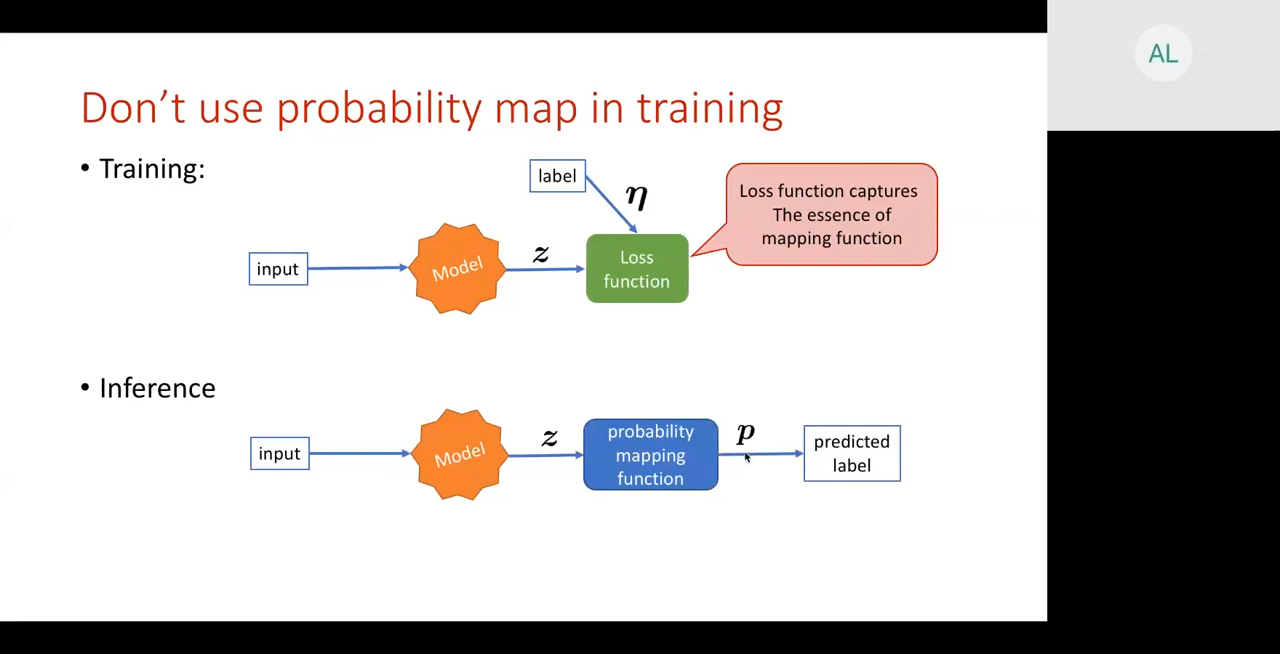 AL
Don’t use probability map in training
• Training:
label
η
Loss function captures
The essence of
mapping function
input
Model
z
Loss
function
• Inference
input
Model
z
probability
mapping
function
p
predicted
label